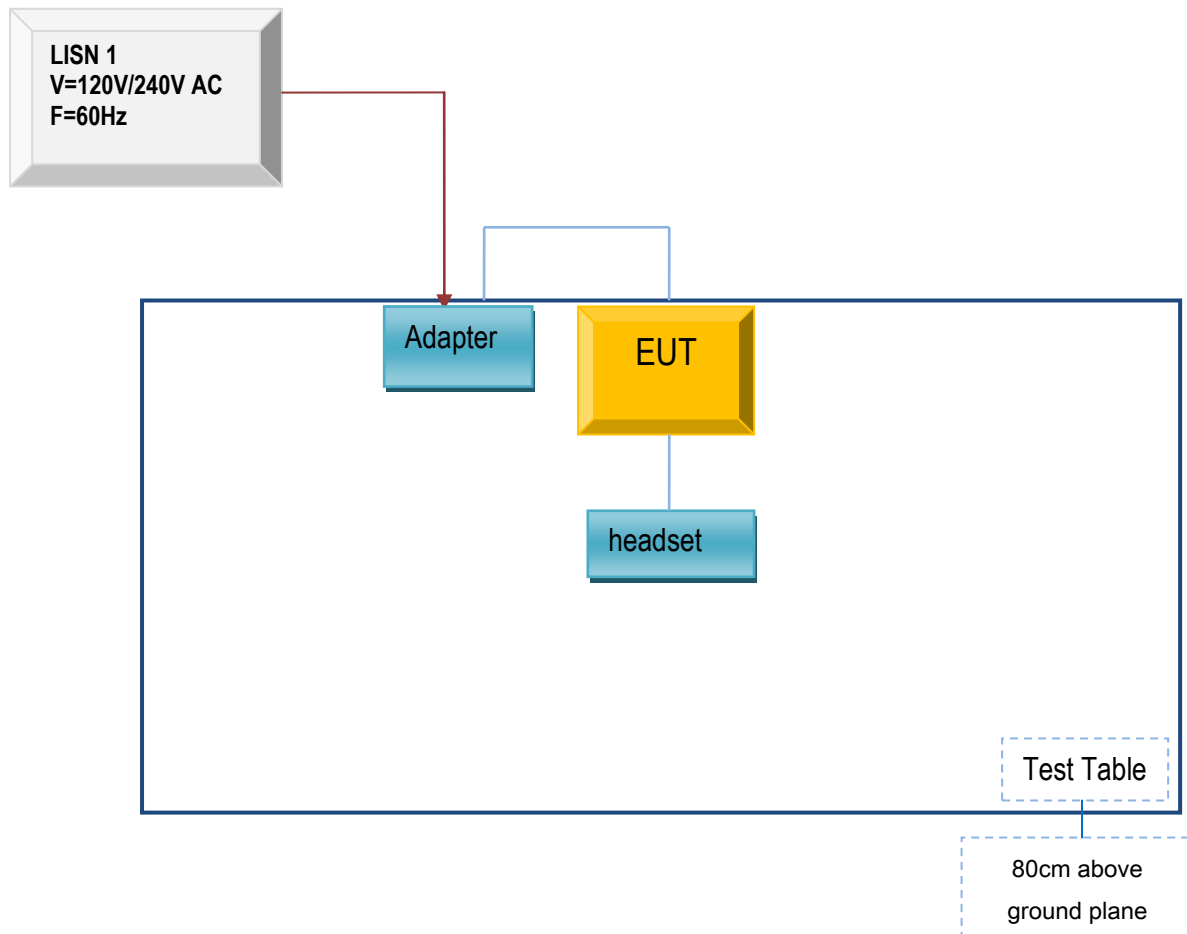 LISN 1
V=120V/240V AC
F=60Hz
Adapter
EUT
headset
Test Table
80cm above
ground plane